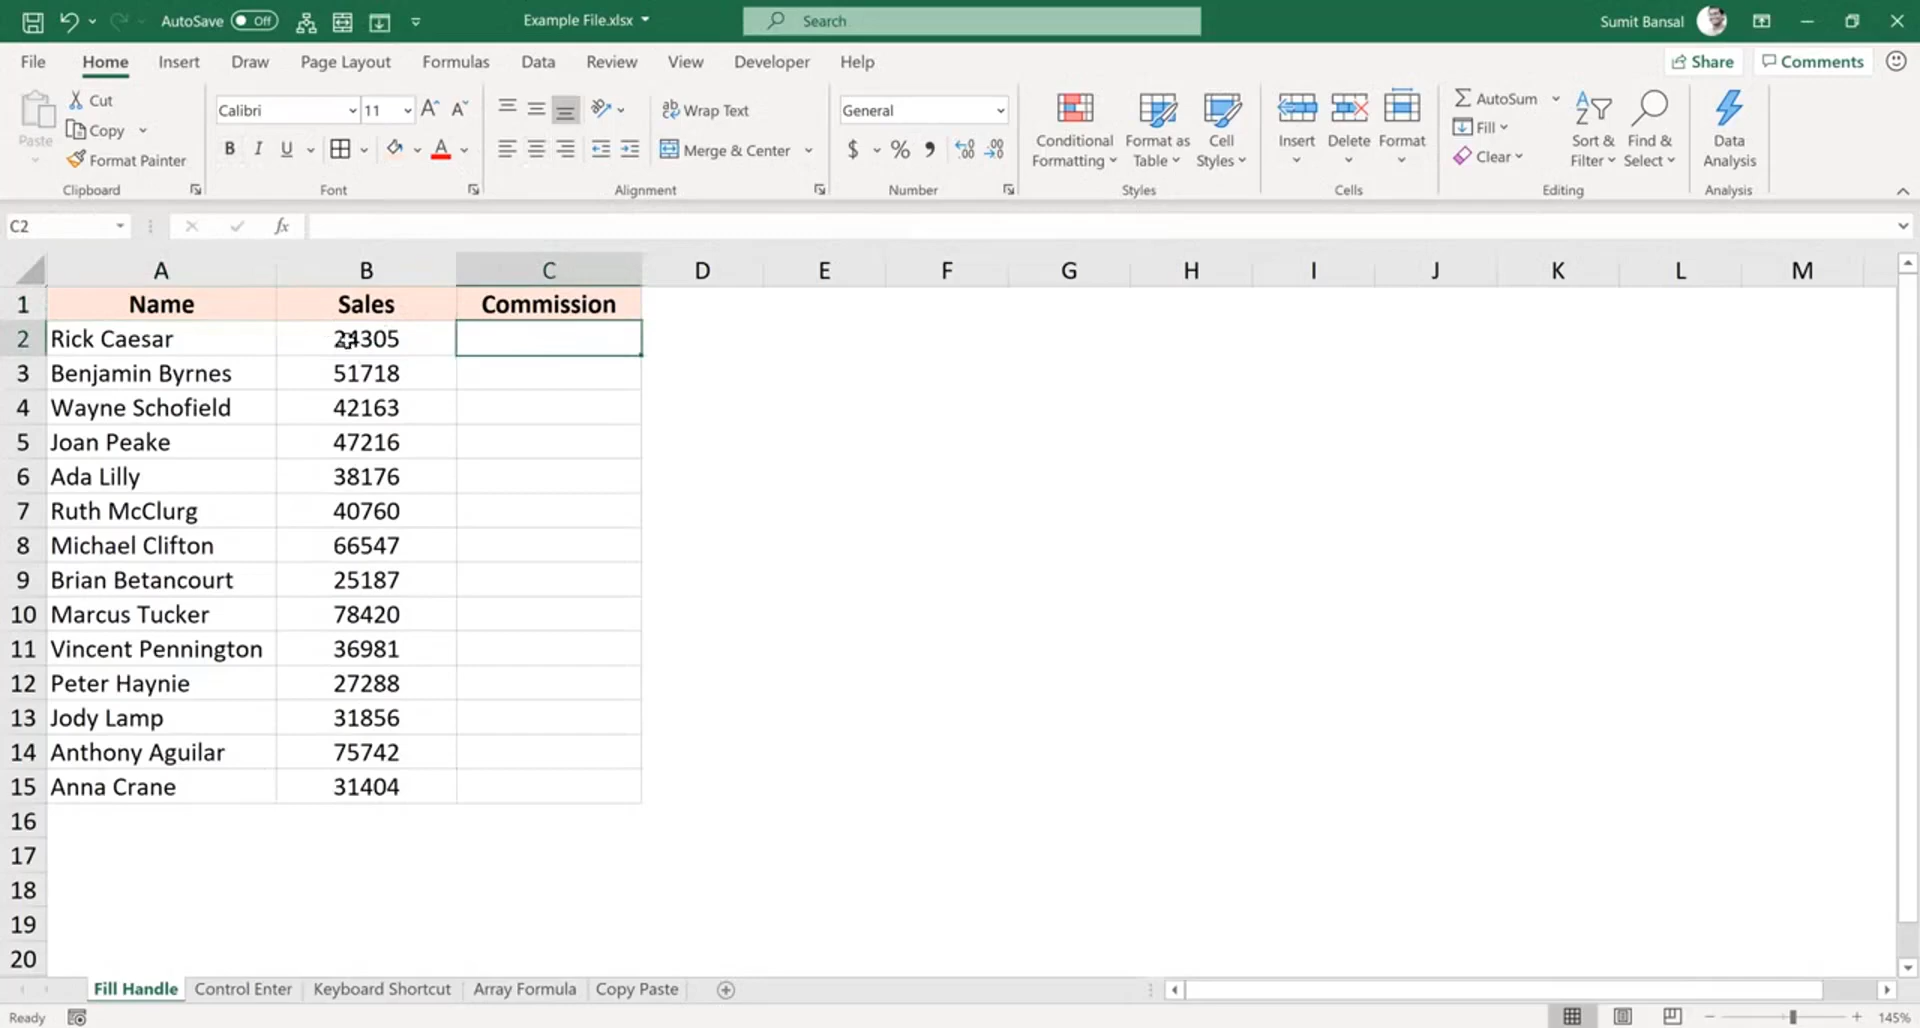 AutoSave Off Example File.xlsx Search Sumit Bansal
File Home Insert Draw Page Layout Formulas Data Review View Developer Help Share Comments
Cut
Copy
Format Painter
Paste
Clipboard
Calibri 11
B I U
Font
Wrap Text
Merge & Center
Alignment
General
$ % 9
Number
Conditional Formatting
Format as Table
Cell Styles
Styles
Insert Delete Format
Cells
AutoSum
Fill
Clear
Sort & Filter
Find & Select
Editing
Data Analysis
Analysis
C2 fx
A B C D E F G H I J K L M
1 Name Sales Commission
2 Rick Caesar 24305
3 Benjamin Byrnes 51718
4 Wayne Schofield 42163
5 Joan Peake 47216
6 Ada Lilly 38176
7 Ruth McClurg 40760
8 Michael Clifton 66547
9 Brian Betancourt 25187
10 Marcus Tucker 78420
11 Vincent Pennington 36981
12 Peter Haynie 27288
13 Jody Lamp 31856
14 Anthony Aguilar 75742
15 Anna Crane 31404
16
17
18
19
20
Fill Handle Control Enter Keyboard Shortcut Array Formula Copy Paste
Ready 145%